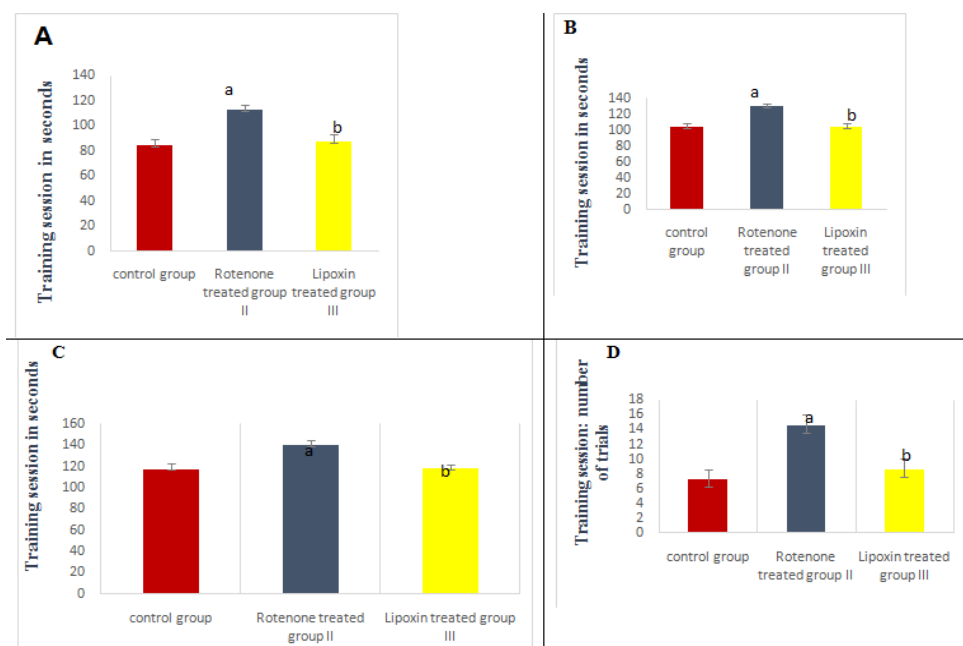 A
Training session in seconds
140
120
100
80
60
40
20
0
a
b
control group
Rotenone
treated group
II
Lipoxin
treated group
III
B
Training session in seconds
140
120
100
80
60
40
20
0
a
b
control
group
Rotenone
treated
group II
Lipoxin
treated
group III
C
Training session in seconds
160
140
120
100
80
60
40
20
0
a
b
control group
Rotenone treated
group II
Lipoxin treated group
III
D
Training session: number
of trials
18
16
14
12
10
8
6
4
2
0
a
b
control group
Rotenone
treated group II
Lipoxin treated
group III